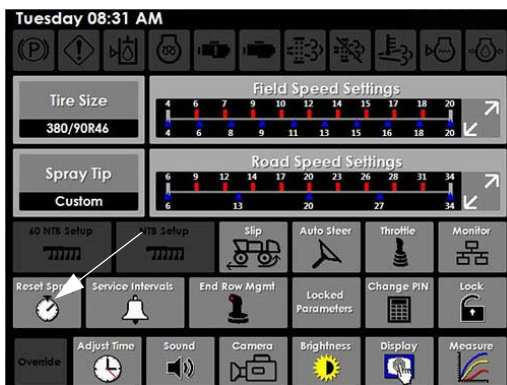 Tuesday 08:31 AM
Tire Size
380/90R46
Field Speed Settings
4 6 7 9 10 12 14 15 17 18 20
4 6 8 9 11 13 15 16 18 20
Spray Tip
Custom
Road Speed Settings
6 9 12 14 17 20 23 26 28 31 34
6 13 20 27 34
60 NTB Setup
NTB Setup
Slip
Auto Steer
Throttle
Monitor
Reset Spr
Service Intervals
End Row Mgmt
Locked
Parameters
Change PIN
Lock
Override
Adjust Time
Sound
Camera
Brightness
Display
Measure